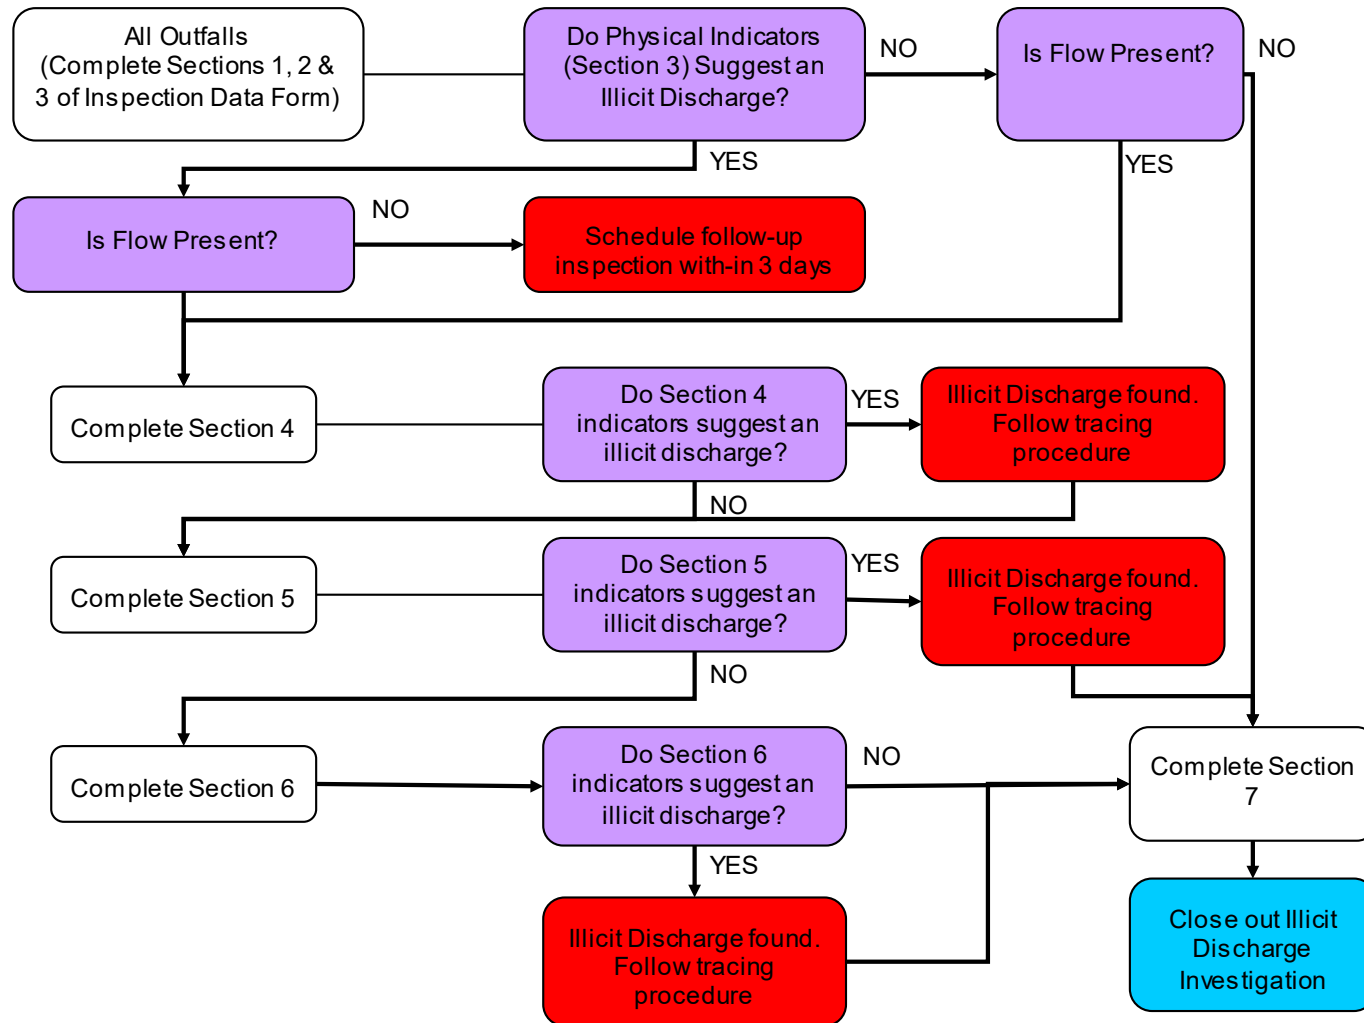 All Outfalls
(Complete Sections 1, 2 &
3 of Inspection Data Form)
Do Physical Indicators
(Section 3) Suggest an
Illicit Discharge?
NO
Is Flow Present?
NO
YES
YES
Is Flow Present?
NO
Schedule follow-up
inspection with-in 3 days
Complete Section 4
Do Section 4
indicators suggest an
illicit discharge?
YES
Illicit Discharge found.
Follow tracing
procedure
NO
Complete Section 5
Do Section 5
indicators suggest an
illicit discharge?
YES
Illicit Discharge found.
Follow tracing
procedure
NO
Complete Section 6
Do Section 6
indicators suggest an
illicit discharge?
NO
Complete Section
7
YES
Illicit Discharge found.
Follow tracing
procedure
Close out Illicit
Discharge
Investigation